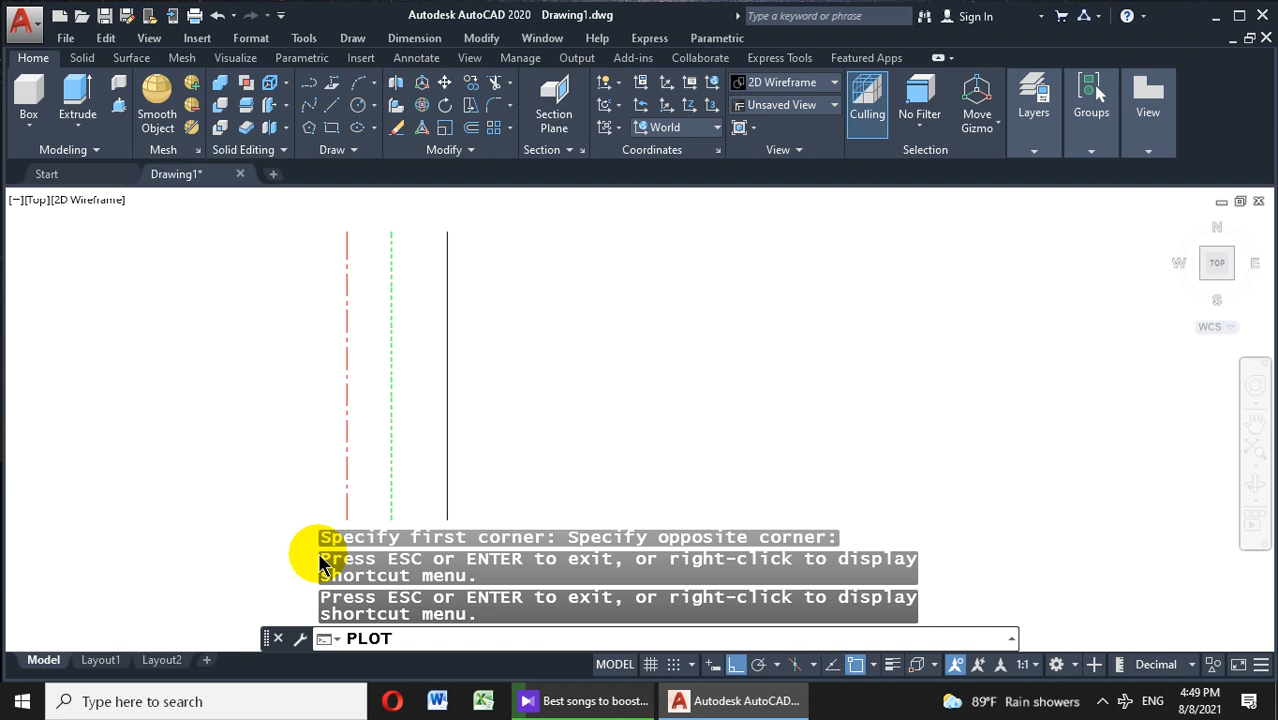 Autodesk AutoCAD 2020 Drawing1.dwg
Type a keyword or phrase
Sign In
File Edit View Insert Format Tools Draw Dimension Modify Window Help Express Parametric
Home Solid Surface Mesh Visualize Parametric Insert Annotate View Manage Output Add-ins Collaborate Express Tools Featured Apps
Box
Extrude
Smooth
Object
Section
Plane
2D Wireframe
Unsaved View
World
Culling
No Filter
Move
Gizmo
Layers
Groups
View
Modeling Mesh Solid Editing Draw Modify Section Coordinates View Selection
Start Drawing1*
[−][Top][2D Wireframe]
N
W TOP E
S
WCS
Specify first corner: Specify opposite corner:
Press ESC or ENTER to exit, or right-click to display
shortcut menu.
Press ESC or ENTER to exit, or right-click to display
shortcut menu.
PLOT
Model Layout1 Layout2 +
MODEL 1:1 Decimal
Type here to search
Best songs to boost...
Autodesk AutoCAD...
89°F Rain showers
ENG
4:49 PM
8/8/2021